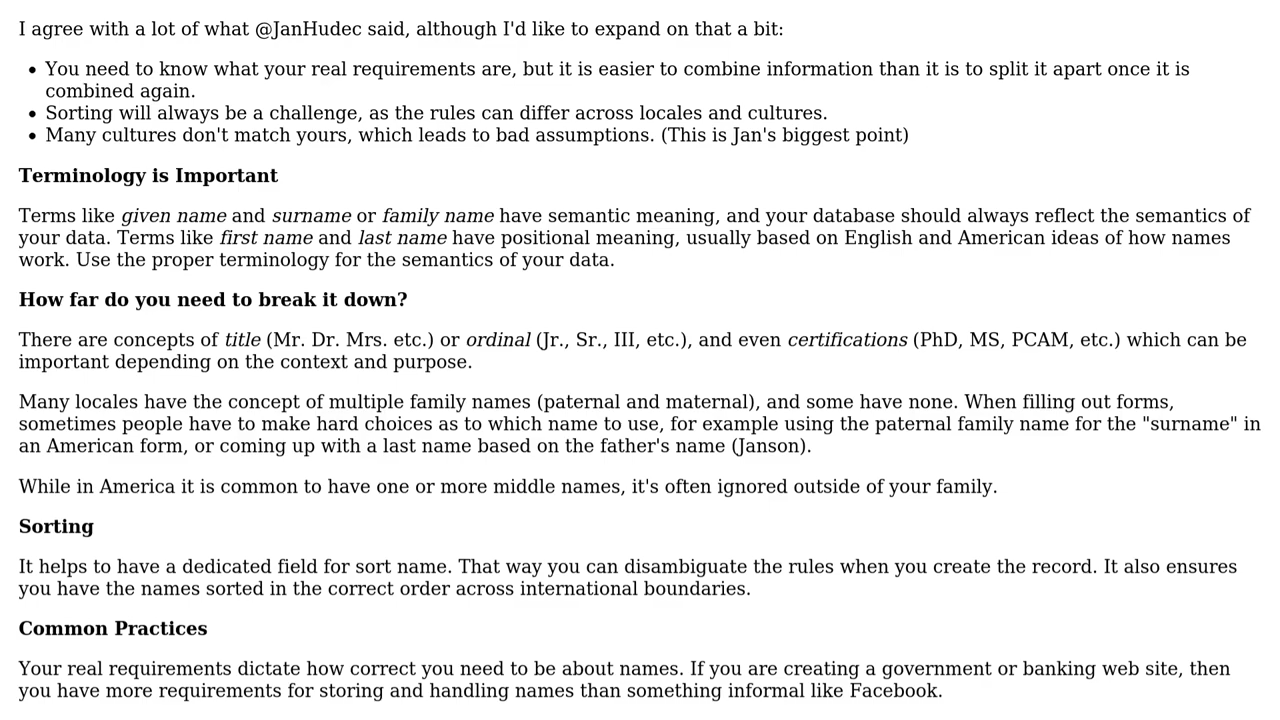 I agree with a lot of what @JanHudec said, although I'd like to expand on that a bit:
• You need to know what your real requirements are, but it is easier to combine information than it is to split it apart once it is
combined again.
• Sorting will always be a challenge, as the rules can differ across locales and cultures.
• Many cultures don't match yours, which leads to bad assumptions. (This is Jan's biggest point)
Terminology is Important
Terms like given name and surname or family name have semantic meaning, and your database should always reflect the semantics of
your data. Terms like first name and last name have positional meaning, usually based on English and American ideas of how names
work. Use the proper terminology for the semantics of your data.
How far do you need to break it down?
There are concepts of title (Mr. Dr. Mrs. etc.) or ordinal (Jr., Sr., III, etc.), and even certifications (PhD, MS, PCAM, etc.) which can be
important depending on the context and purpose.
Many locales have the concept of multiple family names (paternal and maternal), and some have none. When filling out forms,
sometimes people have to make hard choices as to which name to use, for example using the paternal family name for the "surname" in
an American form, or coming up with a last name based on the father's name (Janson).
While in America it is common to have one or more middle names, it's often ignored outside of your family.
Sorting
It helps to have a dedicated field for sort name. That way you can disambiguate the rules when you create the record. It also ensures
you have the names sorted in the correct order across international boundaries.
Common Practices
Your real requirements dictate how correct you need to be about names. If you are creating a government or banking web site, then
you have more requirements for storing and handling names than something informal like Facebook.